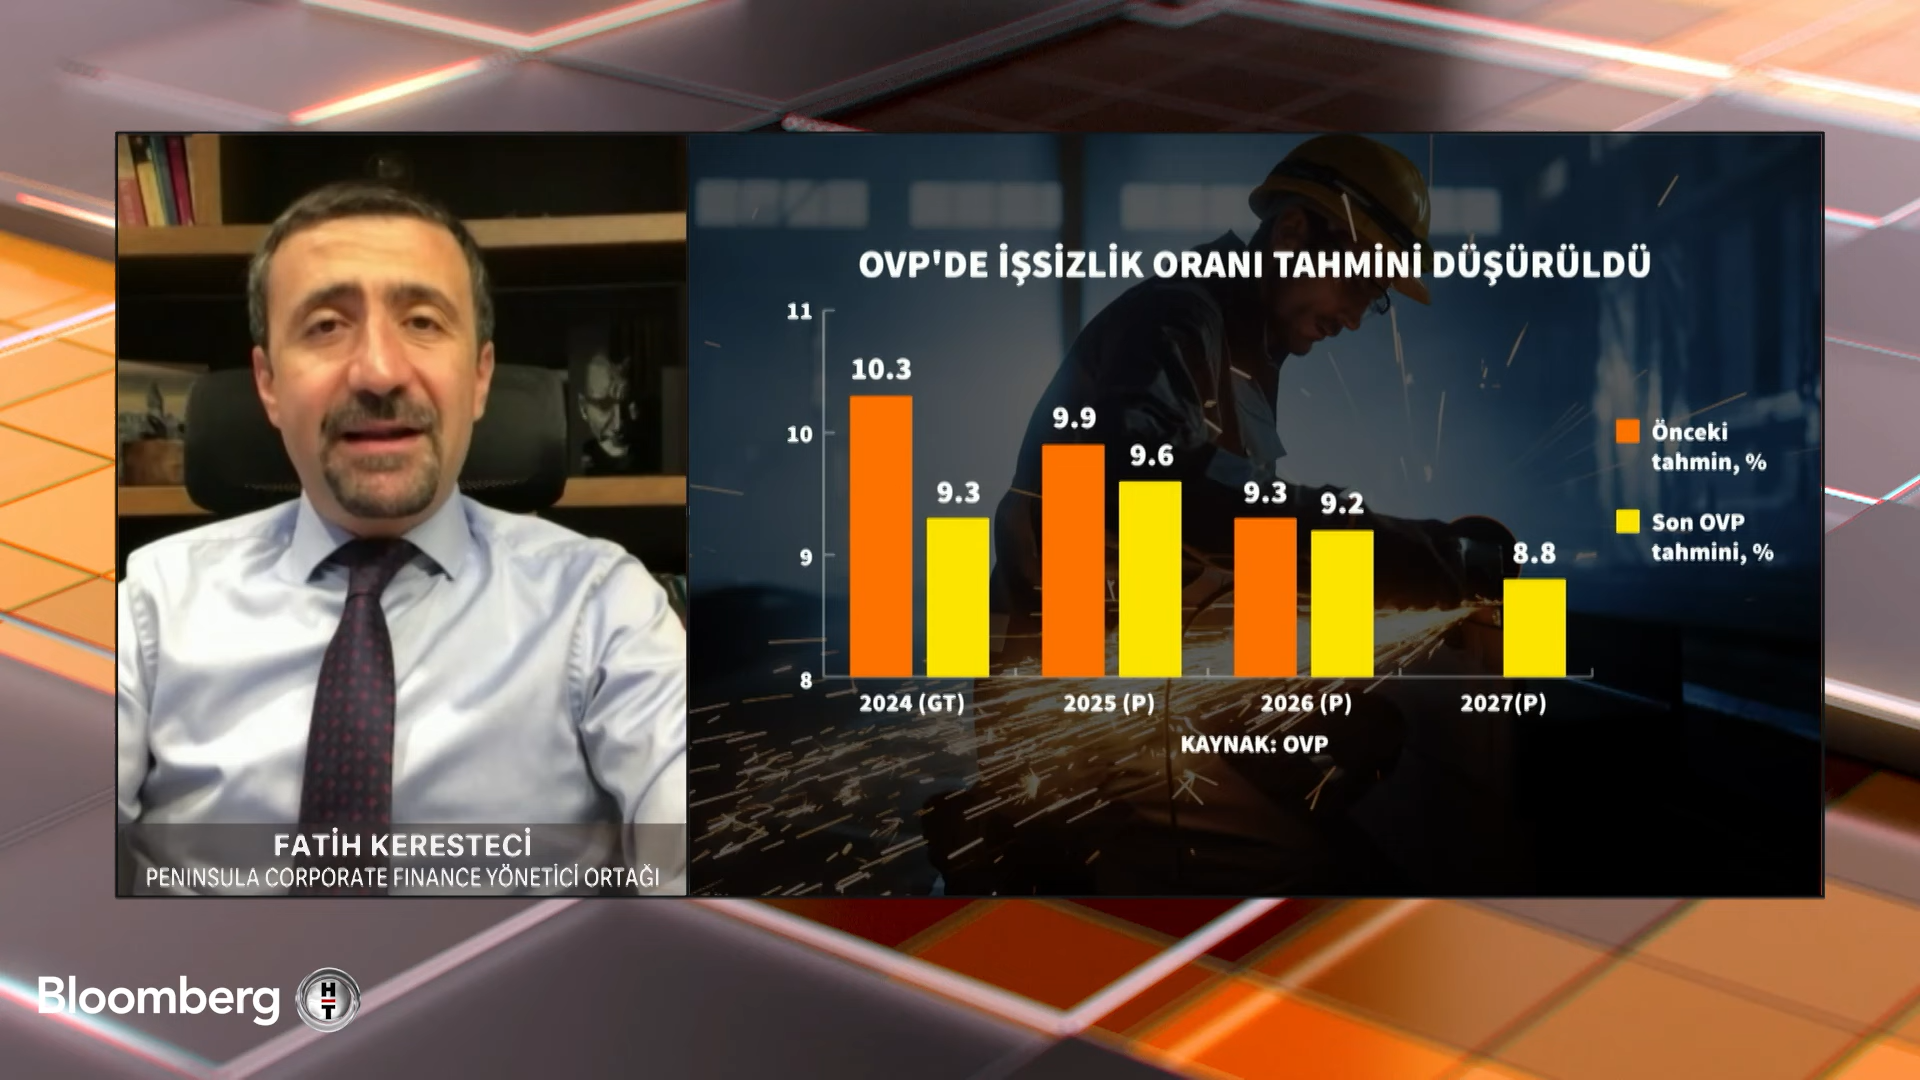 OVP'DE İŞSİZLİK ORANI TAHMİNİ DÜŞÜRÜLDÜ
11
10
9
8
10.3
9.3
9.9
9.6
9.3
9.2
8.8
2024 (GT)
2025 (P)
2026 (P)
2027(P)
KAYNAK: OVP
Önceki
tahmin, %
Son OVP
tahmini, %
FATİH KERESTECİ
PENINSULA CORPORATE FINANCE YÖNETİCİ ORTAĞI
Bloomberg HT